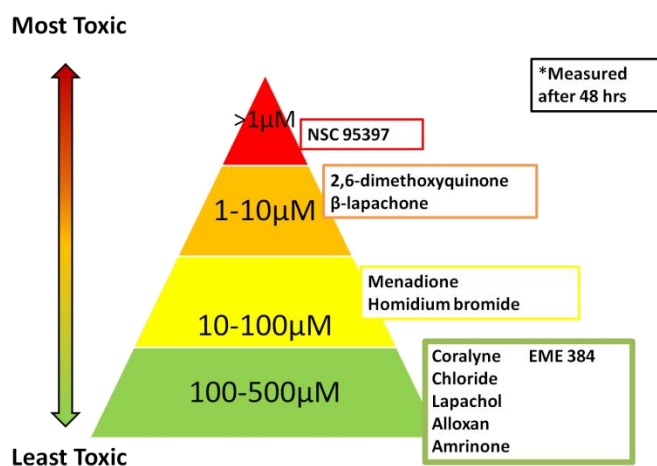 Most Toxic
*Measured
after 48 hrs
>1µM
NSC 95397
2,6-dimethoxyquinone
β-lapachone
1-10µM
Menadione
Homidium bromide
10-100µM
Coralyne EME 384
Chloride
Lapachol
Alloxan
Amrinone
100-500µM
Least Toxic